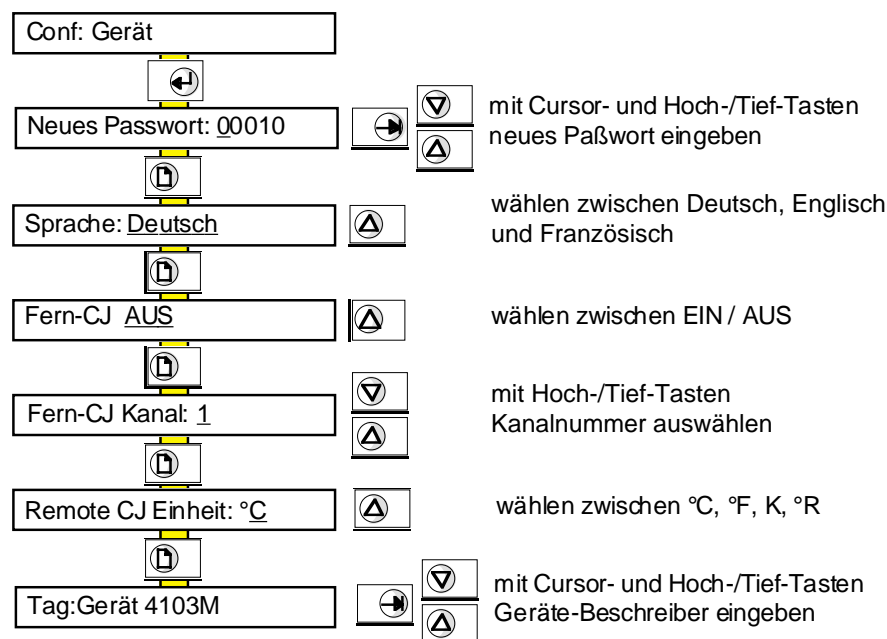 Conf: Gerät
Neues Passwort: 00010
mit Cursor- und Hoch-/Tief-Tasten
neues Paßwort eingeben
Sprache: Deutsch
wählen zwischen Deutsch, Englisch
und Französisch
Fern-CJ AUS
wählen zwischen EIN / AUS
Fern-CJ Kanal: 1
mit Hoch-/Tief-Tasten
Kanalnummer auswählen
Remote CJ Einheit: °C
wählen zwischen °C, °F, K, °R
Tag:Gerät 4103M
mit Cursor- und Hoch-/Tief-Tasten
Geräte-Beschreiber eingeben